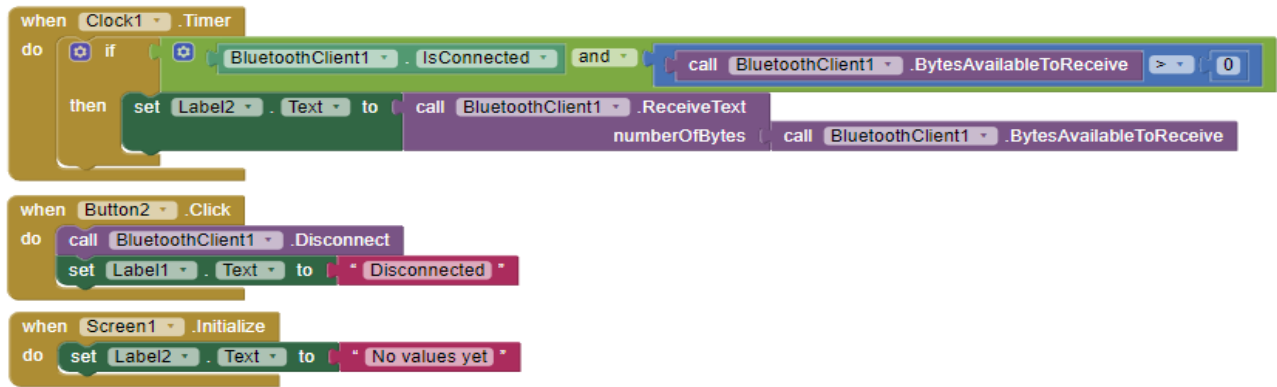 when Clock1 .Timer
do if BluetoothClient1 . IsConnected and call BluetoothClient1 .BytesAvailableToReceive > 0
then set Label2 . Text to call BluetoothClient1 .ReceiveText
numberOfBytes call BluetoothClient1 .BytesAvailableToReceive
when Button2 .Click
do call BluetoothClient1 .Disconnect
set Label1 . Text to " Disconnected "
when Screen1 .Initialize
do set Label2 . Text to " No values yet "